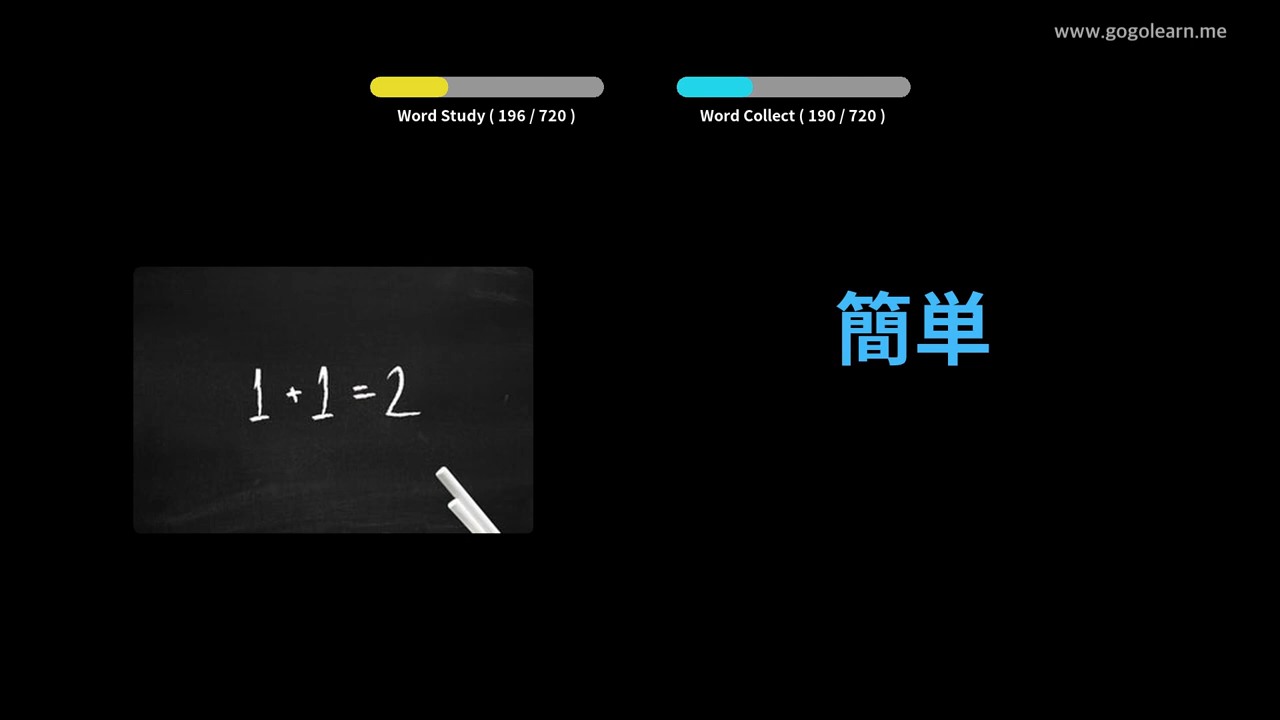 www.gogolearn.me
Word Study ( 196 / 720 )
Word Collect ( 190 / 720 )
簡単
1 + 1 = 2